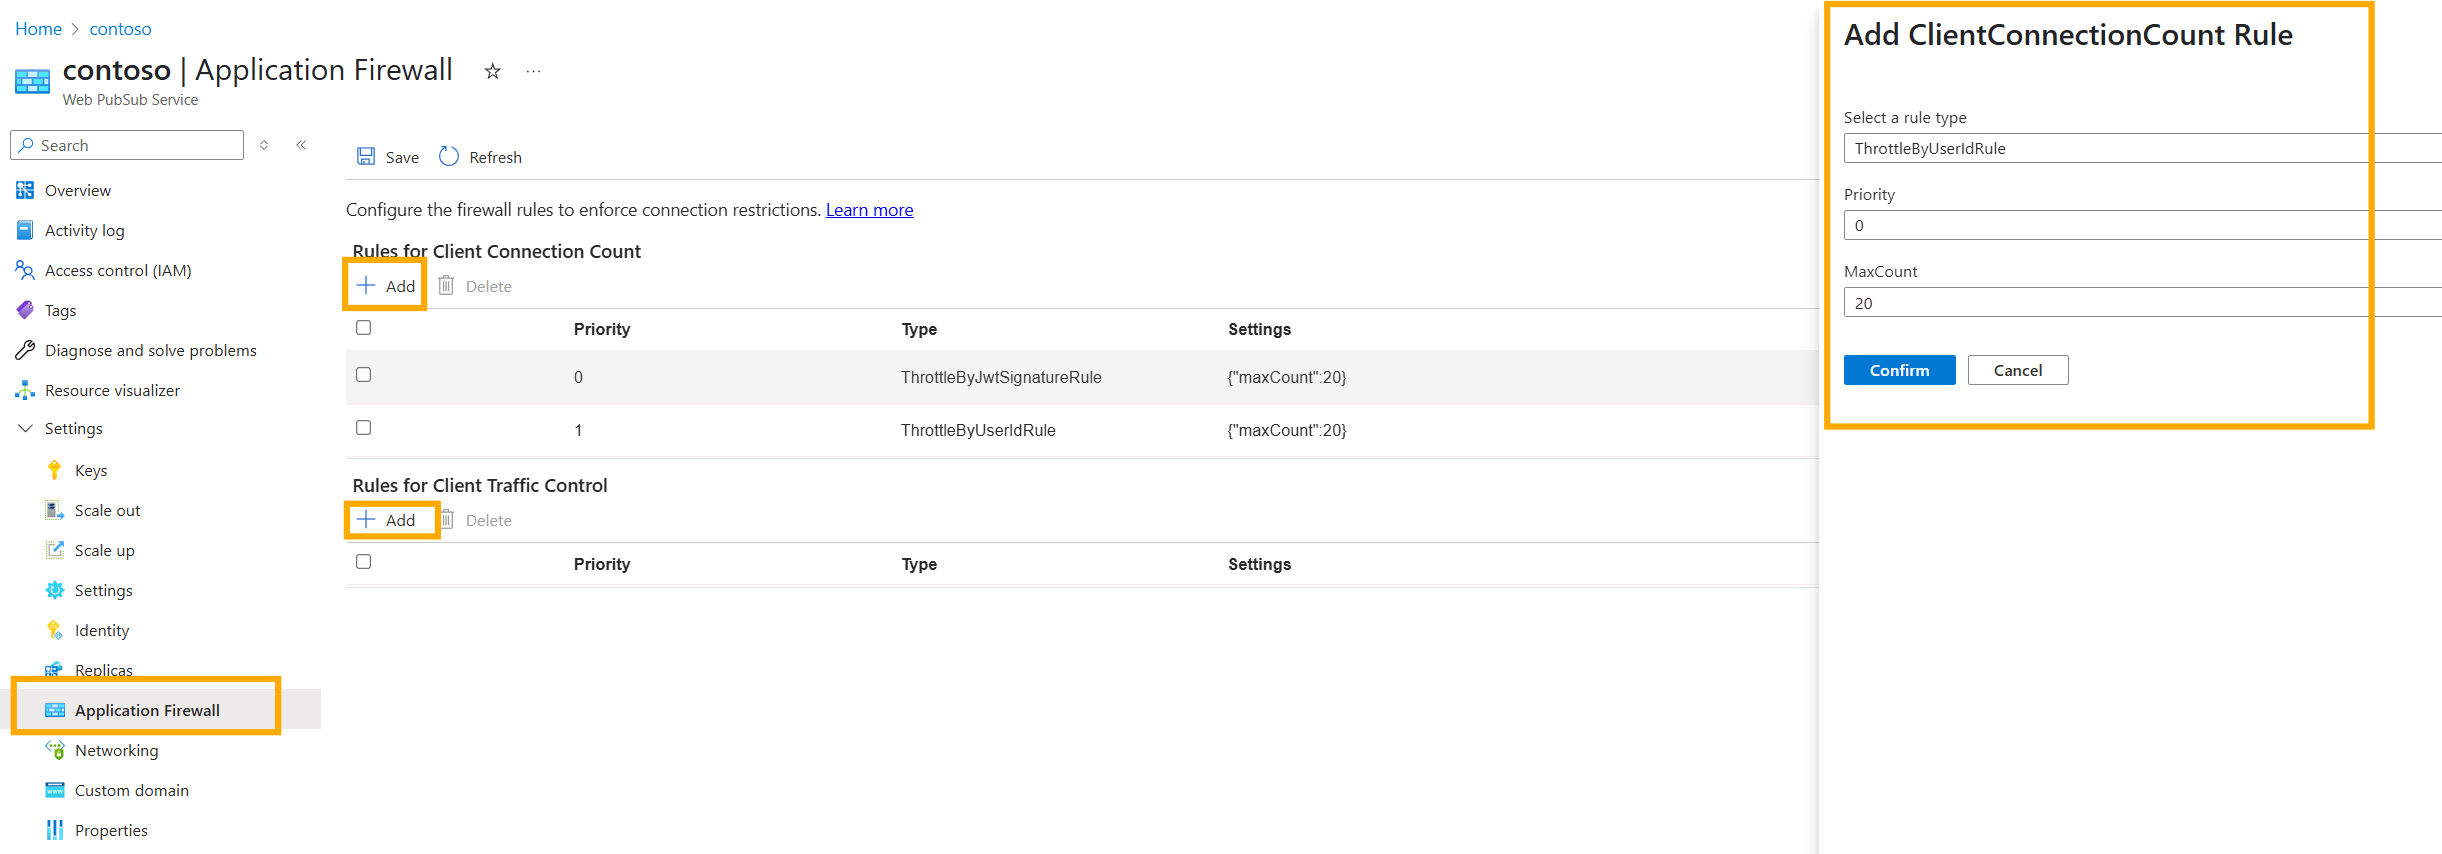 Home > contoso
contoso | Application Firewall
Web PubSub Service
Search
Overview
Activity log
Access control (IAM)
Tags
Diagnose and solve problems
Resource visualizer
Settings
Keys
Scale out
Scale up
Settings
Identity
Replicas
Application Firewall
Networking
Custom domain
Properties
Save Refresh
Configure the firewall rules to enforce connection restrictions. Learn more
Rules for Client Connection Count
Add Delete
Priority Type Settings
0 ThrottleByJwtSignatureRule {"maxCount":20}
1 ThrottleByUserIdRule {"maxCount":20}
Rules for Client Traffic Control
Add Delete
Priority Type Settings
Add ClientConnectionCount Rule
Select a rule type
ThrottleByUserIdRule
Priority
0
MaxCount
20
Confirm Cancel